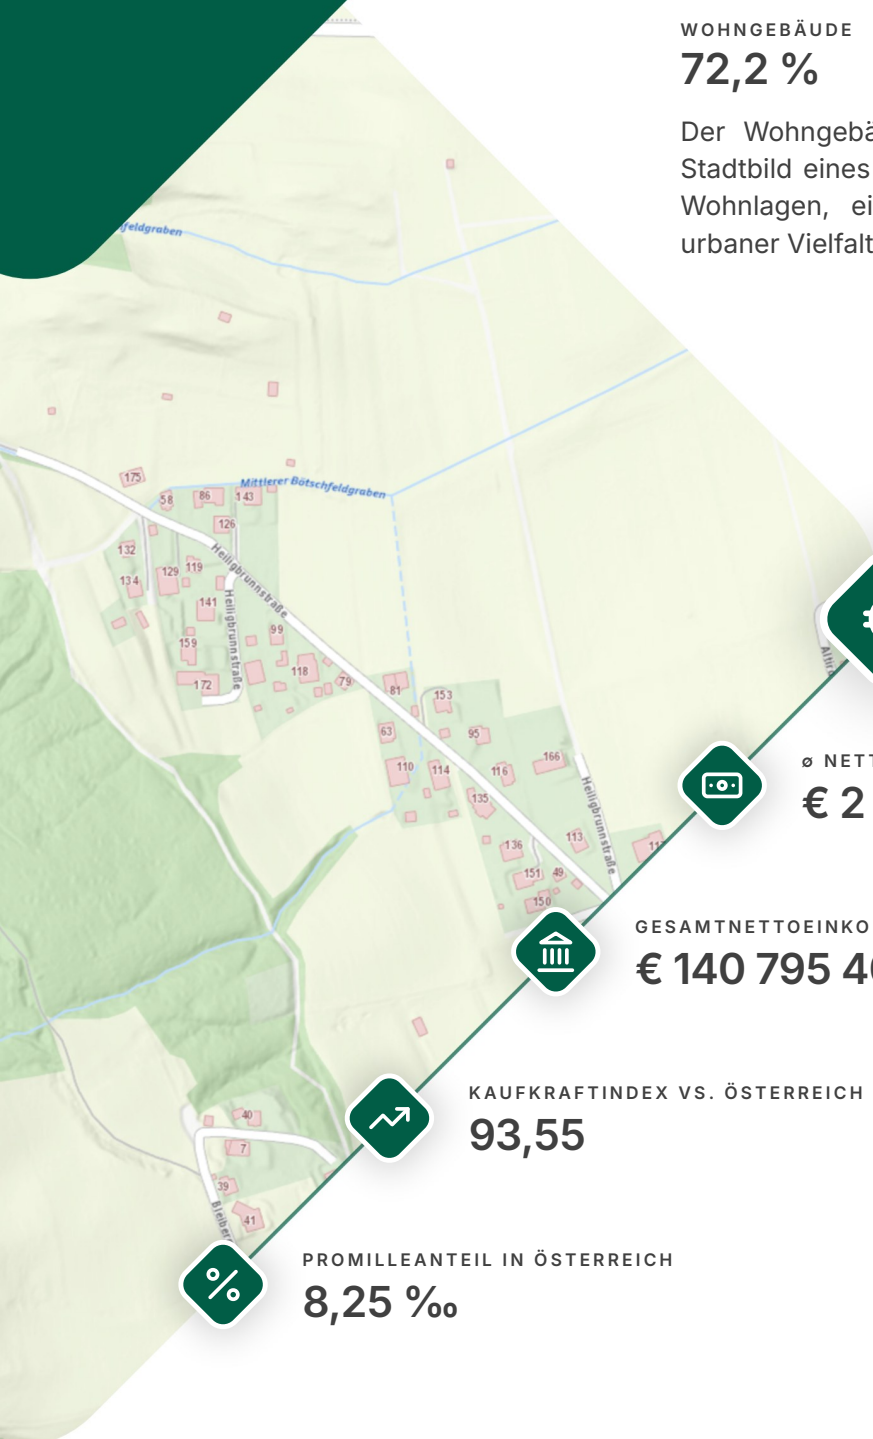 WOHNGEBÄUDE
72,2 %
Der Wohngebä
Stadtbild eines
Wohnlagen, ei
urbaner Vielfalt
feldgraben
Mittlerer Bötschfeldgraben
175
58
86
143
126
132
134
129
119
141
159
172
Heiligbrunnstraße
Heiligbrunnstraße
99
118
79
81
153
63
95
110
114
116
166
135
136
113
151
49
150
Heiligbrunnstraße
ø NETT
€ 2
GESAMTNETTOEINKO
€ 140 795 4
KAUFKRAFTINDEX VS. ÖSTERREICH
93,55
40
7
39
41
Bleiber
PROMILLEANTEIL IN ÖSTERREICH
8,25 ‰